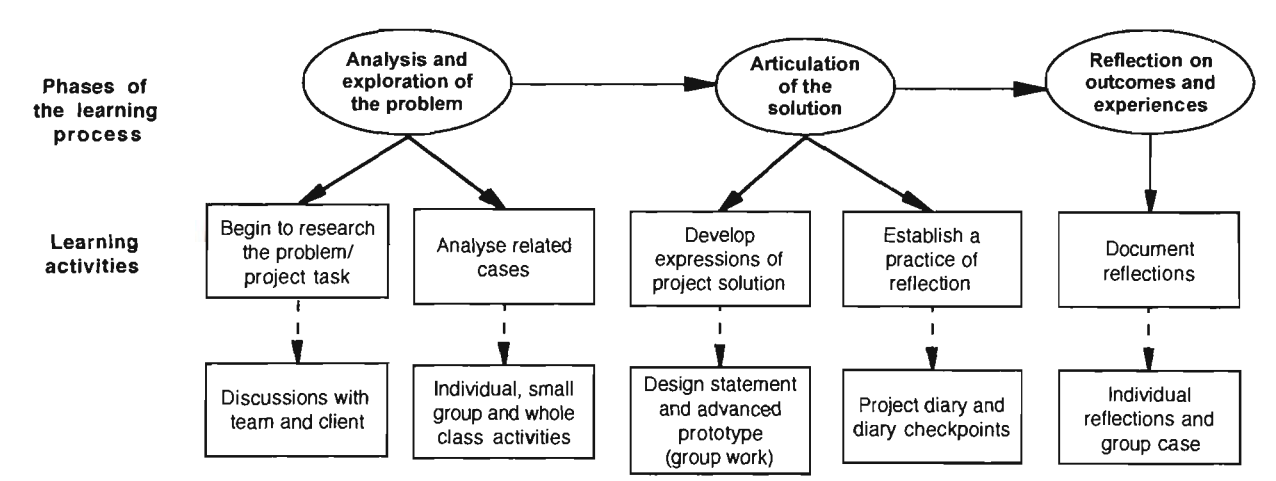 Phases of
the learning
process
Analysis and
exploration of
the problem
Articulation
of the
solution
Reflection on
outcomes and
experiences
Learning
activities
Begin to research
the problem/
project task
Analyse related
cases
Develop
expressions of
project solution
Establish a
practice of
reflection
Document
reflections
Discussions with
team and client
Individual, small
group and whole
class activities
Design statement
and advanced
prototype
(group work)
Project diary and
diary checkpoints
Individual
reflections and
group case